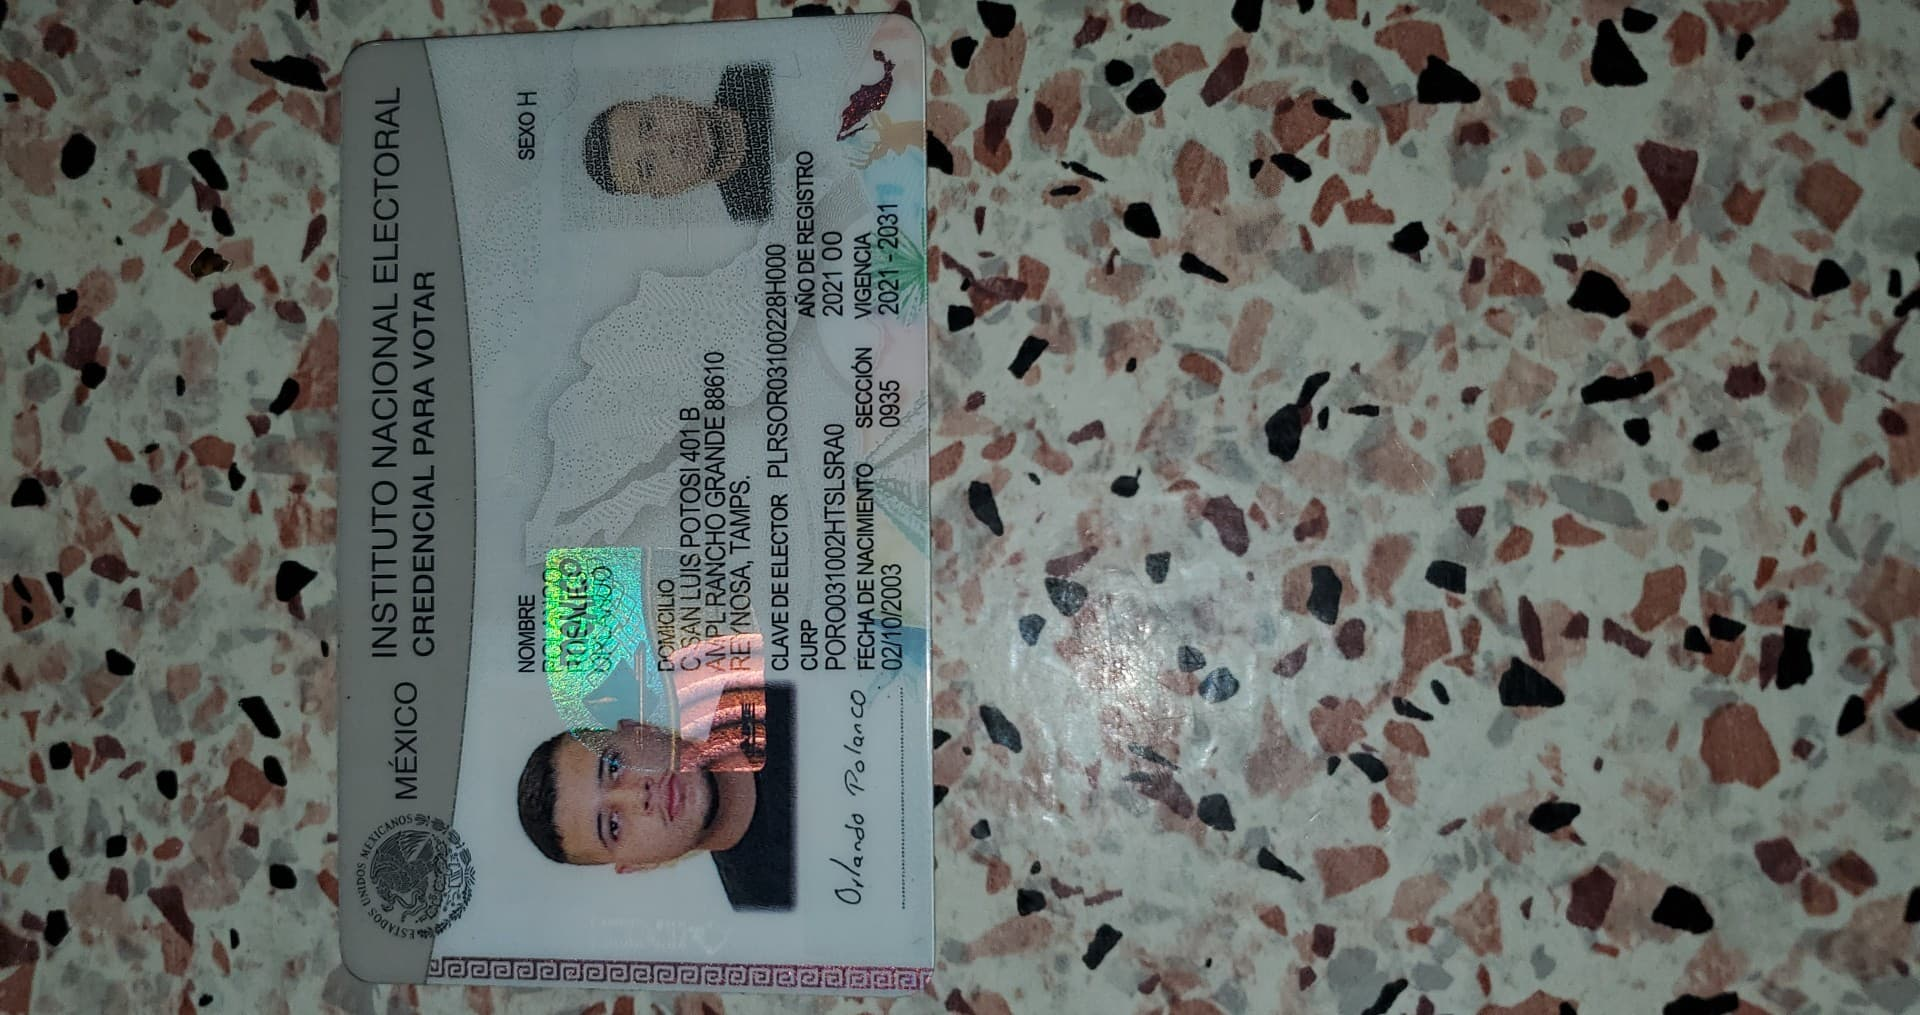 MÉXICO INSTITUTO NACIONAL ELECTORAL
CREDENCIAL PARA VOTAR
ESTADOS UNIDOS MEXICANOS
NOMBRE
SEXO H
ORLANDO
DOMICILIO
C SAN LUIS POTOSI 401 B
AMPL RANCHO GRANDE 88610
REYNOSA, TAMPS.
CLAVE DE ELECTOR PLRSOR03100228H000
CURP
PORO031002HTSLSRA0
AÑO DE REGISTRO
2021 00
FECHA DE NACIMIENTO
02/10/2003
SECCIÓN
0935
VIGENCIA
2021 - 2031
Orlando Polanco